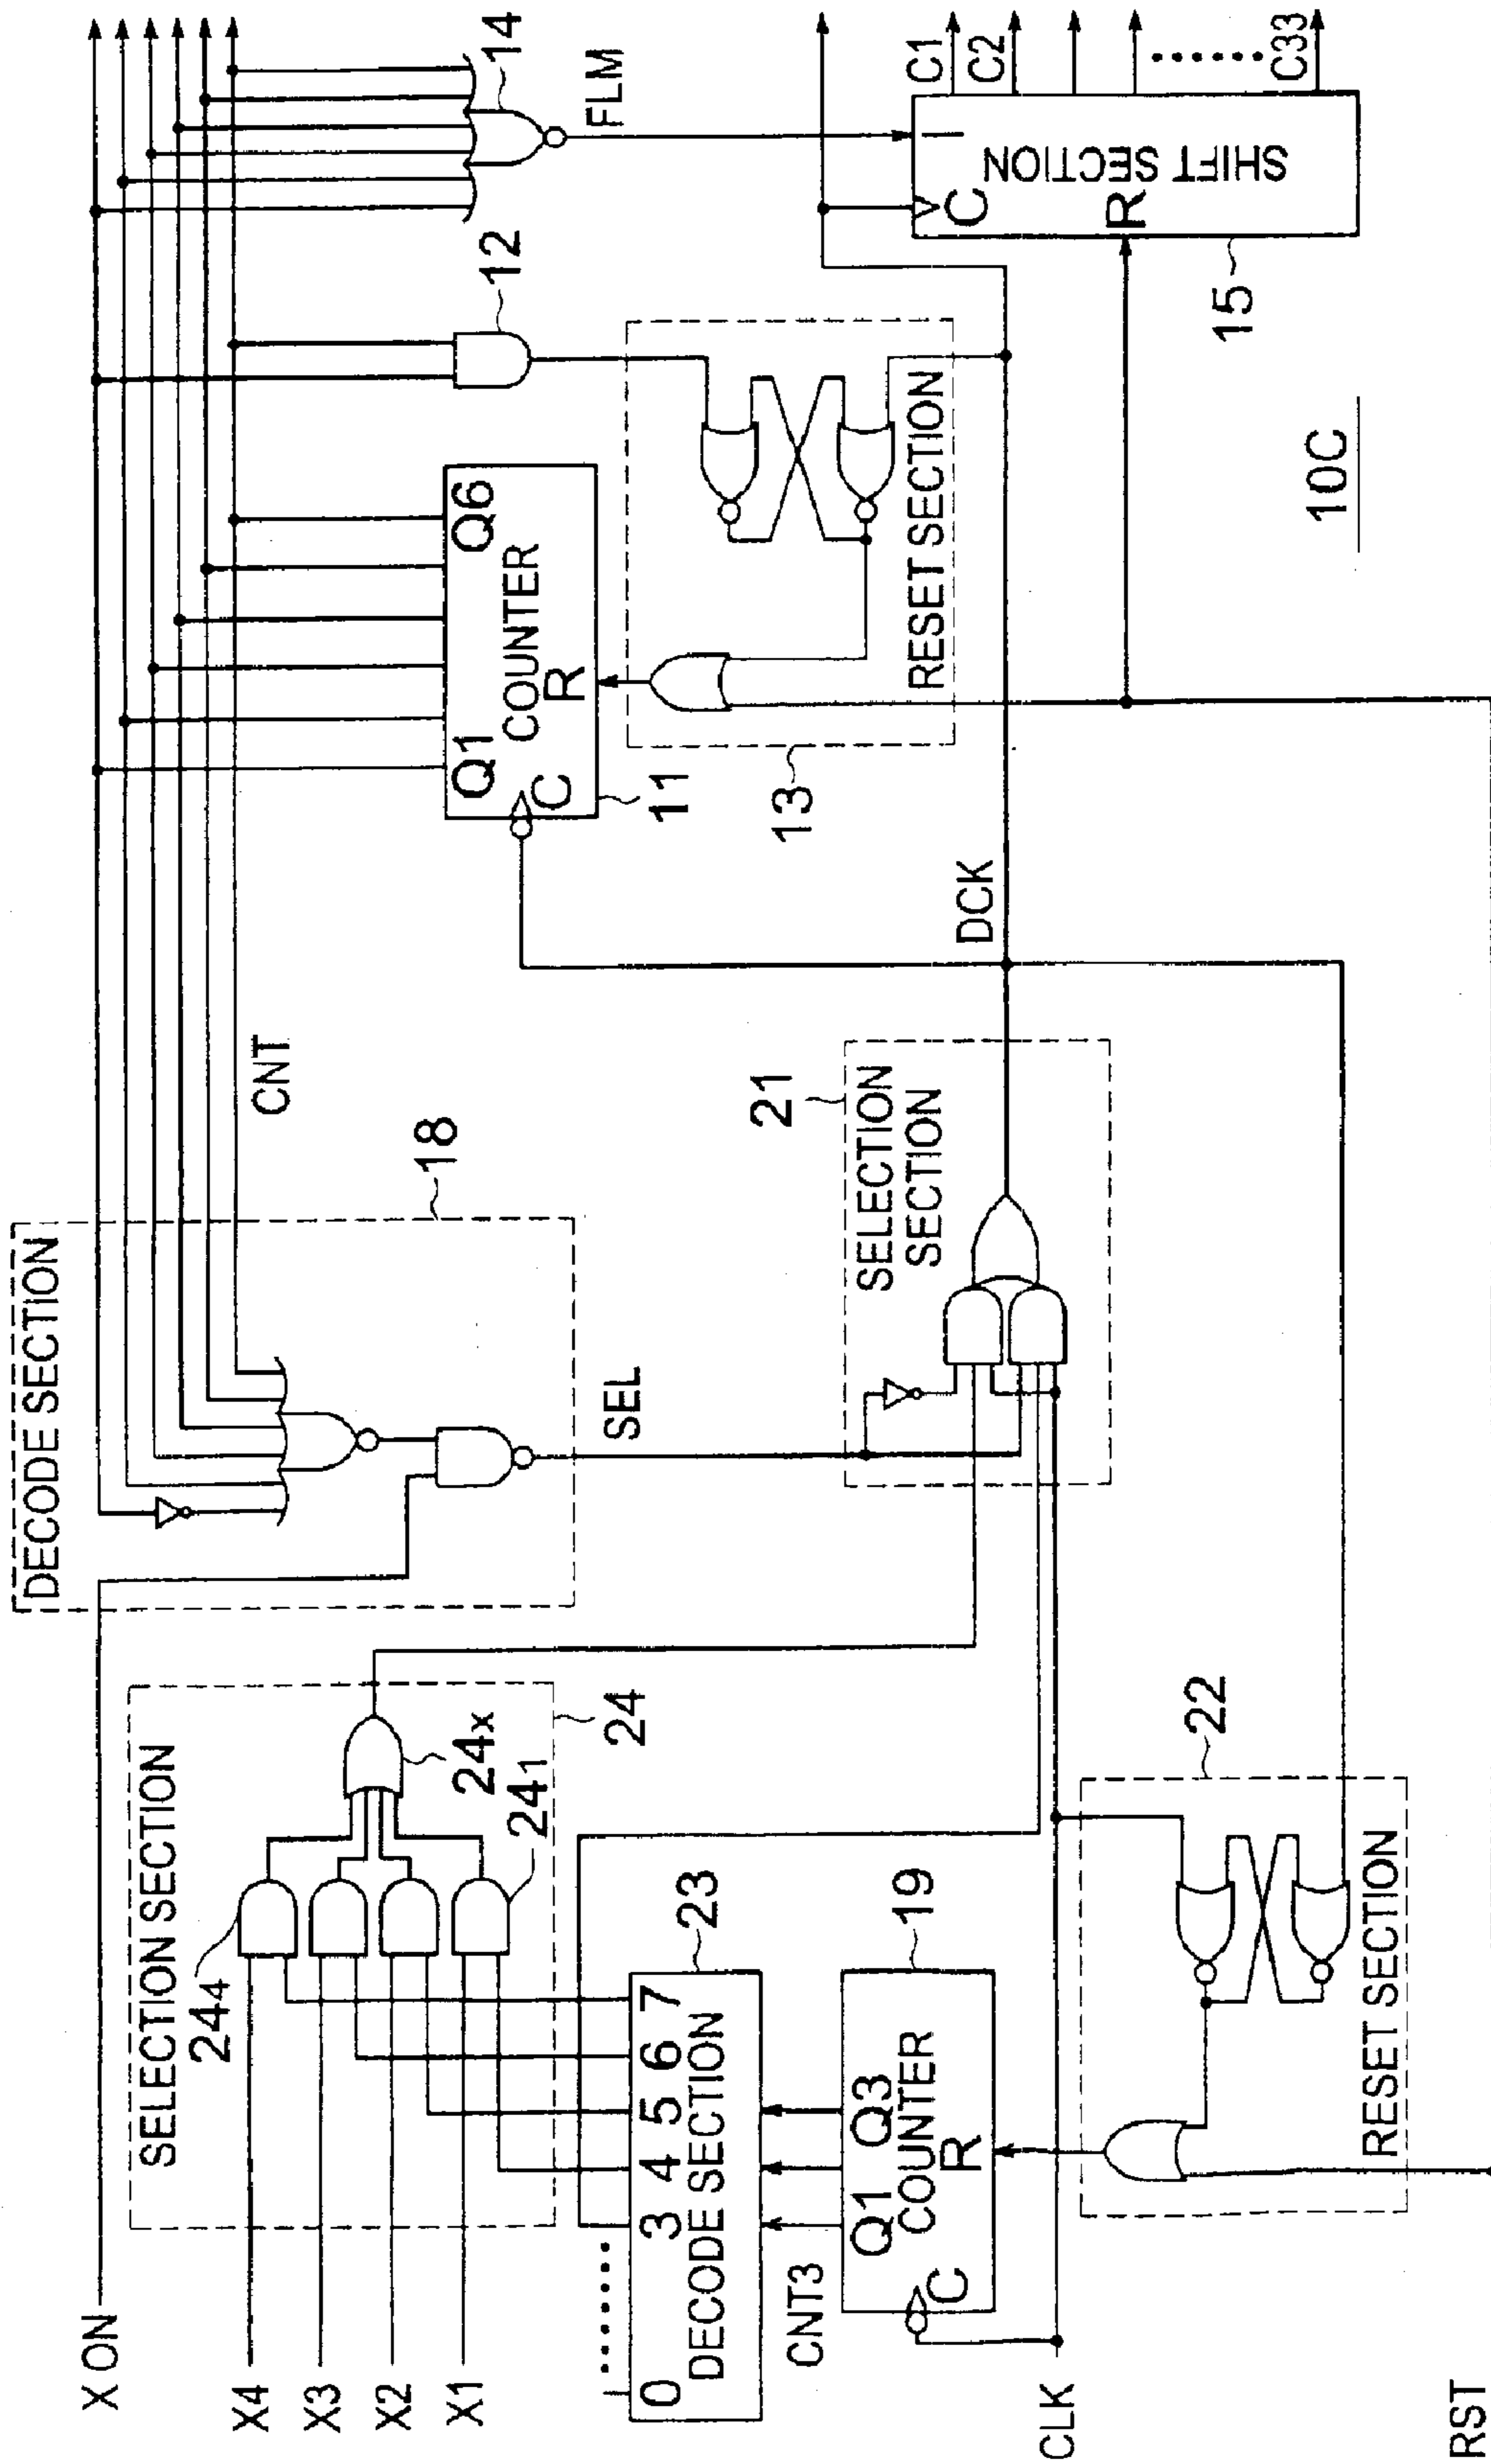 DECODE SECTION
18
X ON
CNT
SELECTION SECTION
X4
X3
X2
X1
244
24X
241
24
SEL
0
3
4
5
6
7
DECODE SECTION
23
CNT3
Q1
Q3
COUNTER
C
R
19
CLK
RESET SECTION
22
RST
SELECTION
SECTION
21
DCK
Q1
Q6
COUNTER
C
R
11
12
RESET SECTION
13
14
FLM
C
I
R
SHIFT SECTION
15
C1
C2
C33
10C